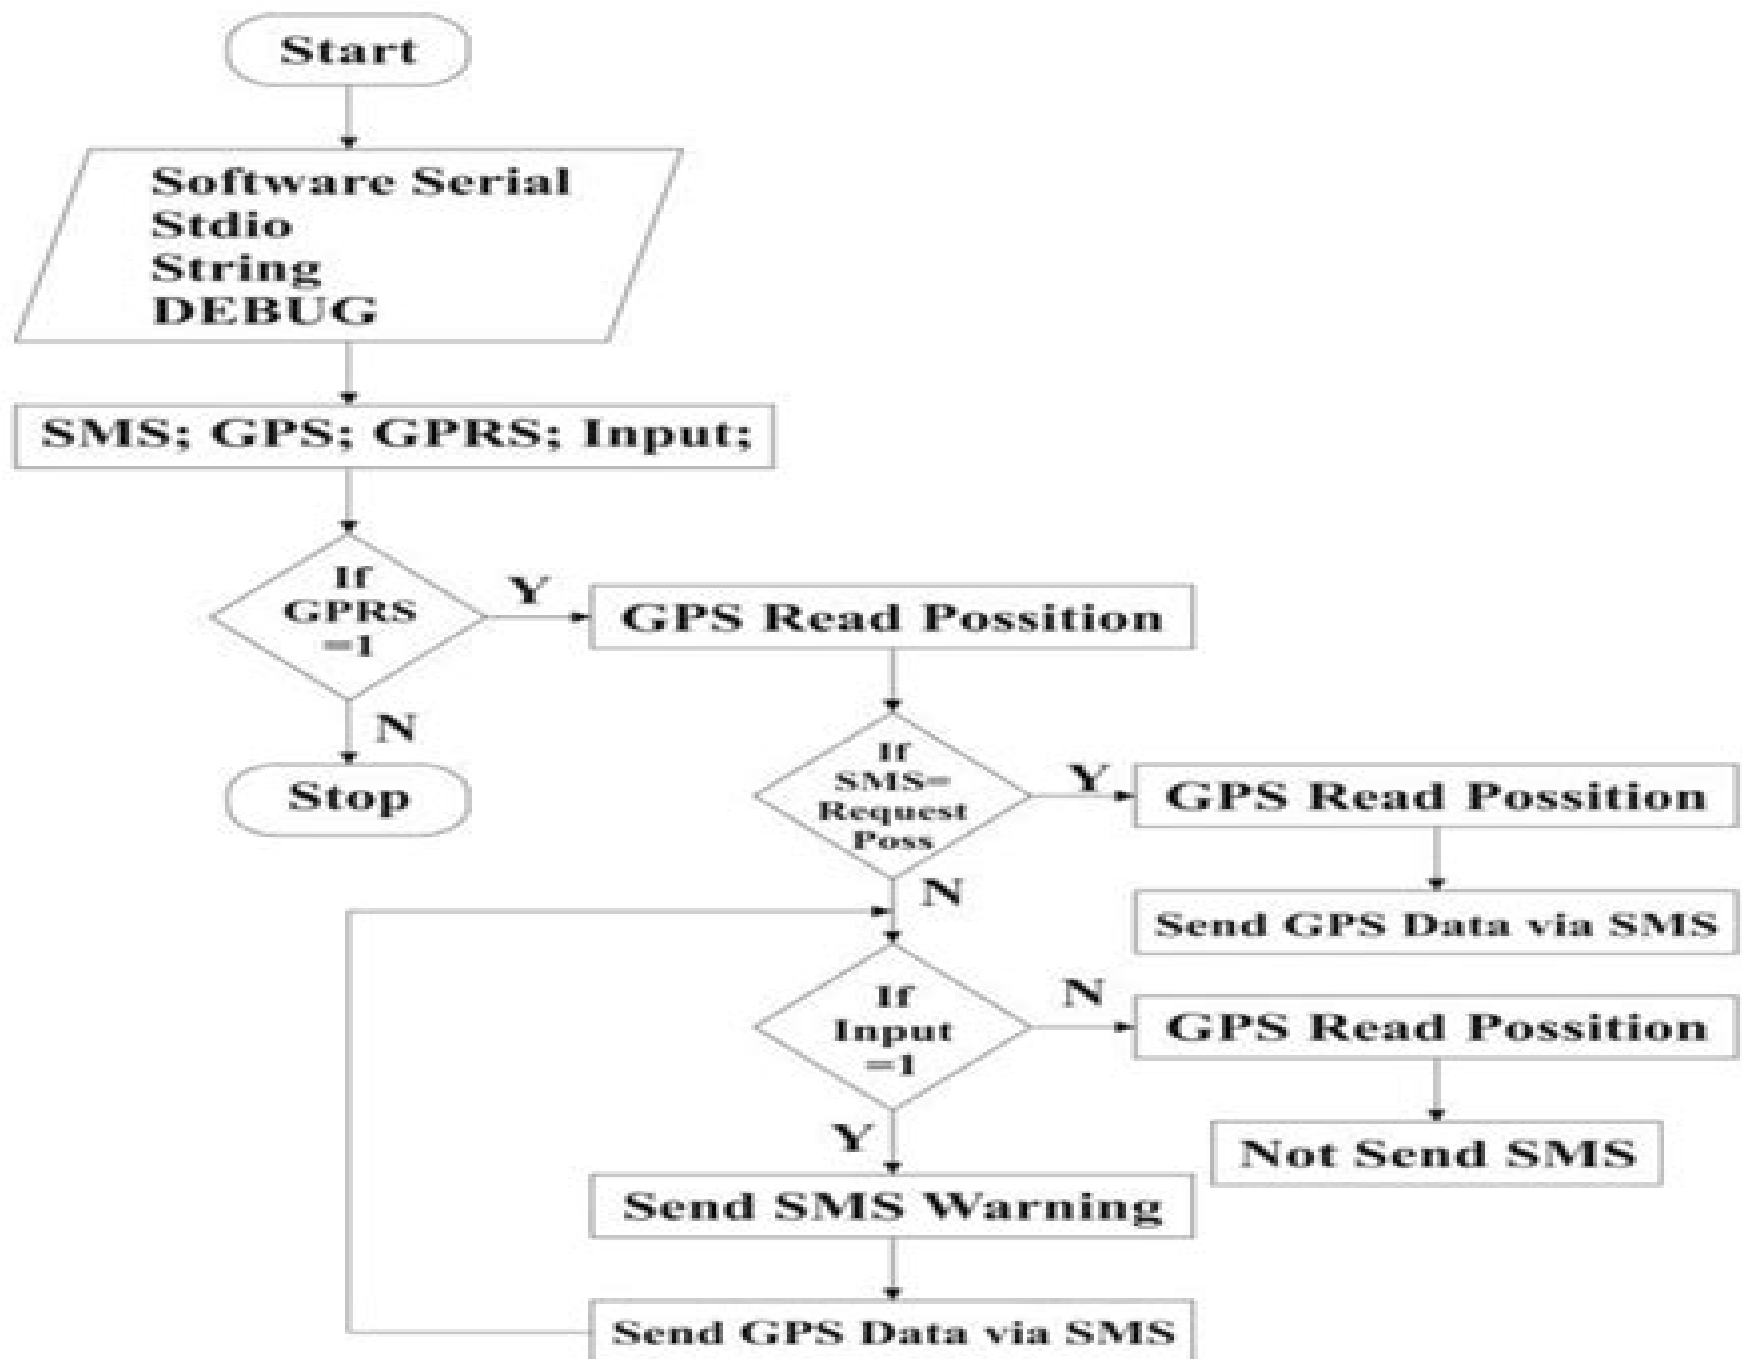 Start
Software Serial
Stdio
String
DEBUG
SMS; GPS; GPRS; Input;
If
GPRS
=1
Y
GPS Read Possition
N
Stop
If
SMS=
Request
Poss
Y
GPS Read Possition
Send GPS Data via SMS
N
If
Input
=1
N
GPS Read Possition
Not Send SMS
Y
Send SMS Warning
Send GPS Data via SMS